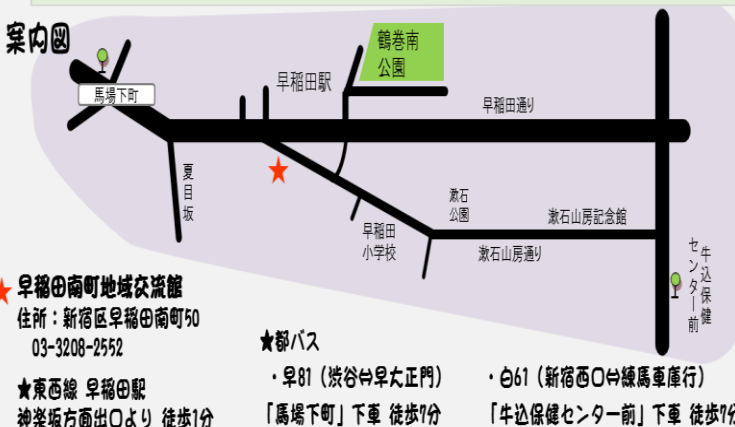 案内図
鶴巻南
公園
早稲田駅
馬場下町
早稲田通り
夏目坂
漱石
公園
早稲田
小学校
漱石山房記念館
漱石山房通り
牛込保健
センター前
★早稲田南町地域交流館
住所：新宿区早稲田南町50
03-3208-2552
★東西線 早稲田駅
神楽坂方面出口より 徒歩1分
★都バス
・早81（渋谷⇔早大正門）
「馬場下町」下車 徒歩7分
・白61（新宿西口⇔練馬車庫行）
「牛込保健センター前」下車 徒歩7分